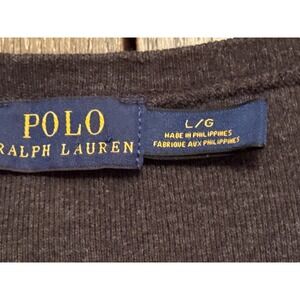 POLO
RALPH LAUREN
L/G
MADE IN PHILIPPINES
FABRIQUE AUX PHILIPPINES